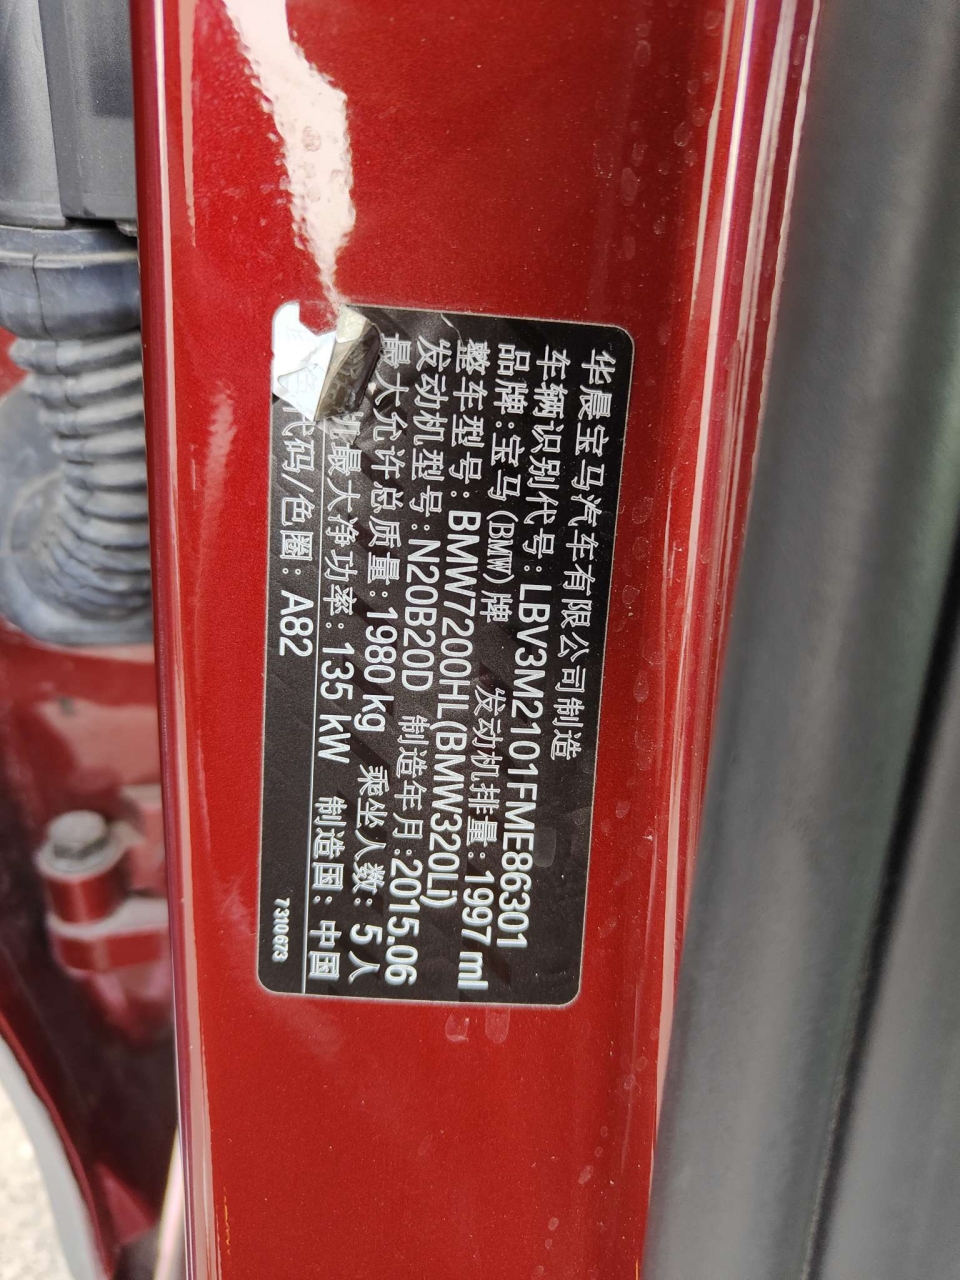 华晨宝马汽车有限公司制造
车辆识别代号: LBV3M2101FME86301
品牌: 宝马(BMW)牌 发动机排量: 1997 ml
整车型号: BMW7200HL(BMW320Li)
发动机型号: N20B20D 制造年月: 2015.06
最大允许总质量: 1980 kg 乘坐人数: 5 人
机最大净功率: 135 kW
代码/色圈: A82 制造国: 中国
7 310 673